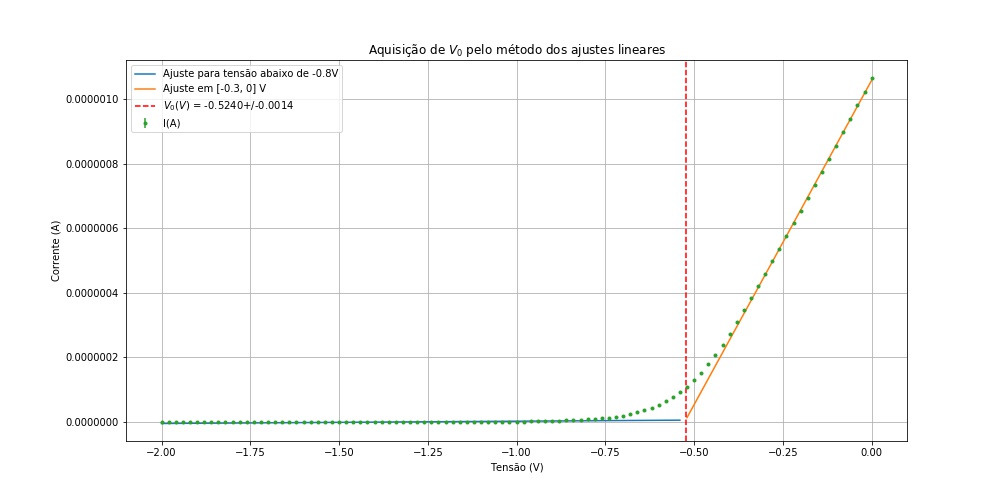 Aquisição de V₀ pelo método dos ajustes lineares
Ajuste para tensão abaixo de -0.8V
Ajuste em [-0.3, 0] V
V₀(V) = -0.5240+/-0.0014
I(A)
0.0000010
0.0000008
0.0000006
0.0000004
0.0000002
0.0000000
Corrente (A)
−2.00 −1.75 −1.50 −1.25 −1.00 −0.75 −0.50 −0.25 0.00
Tensão (V)